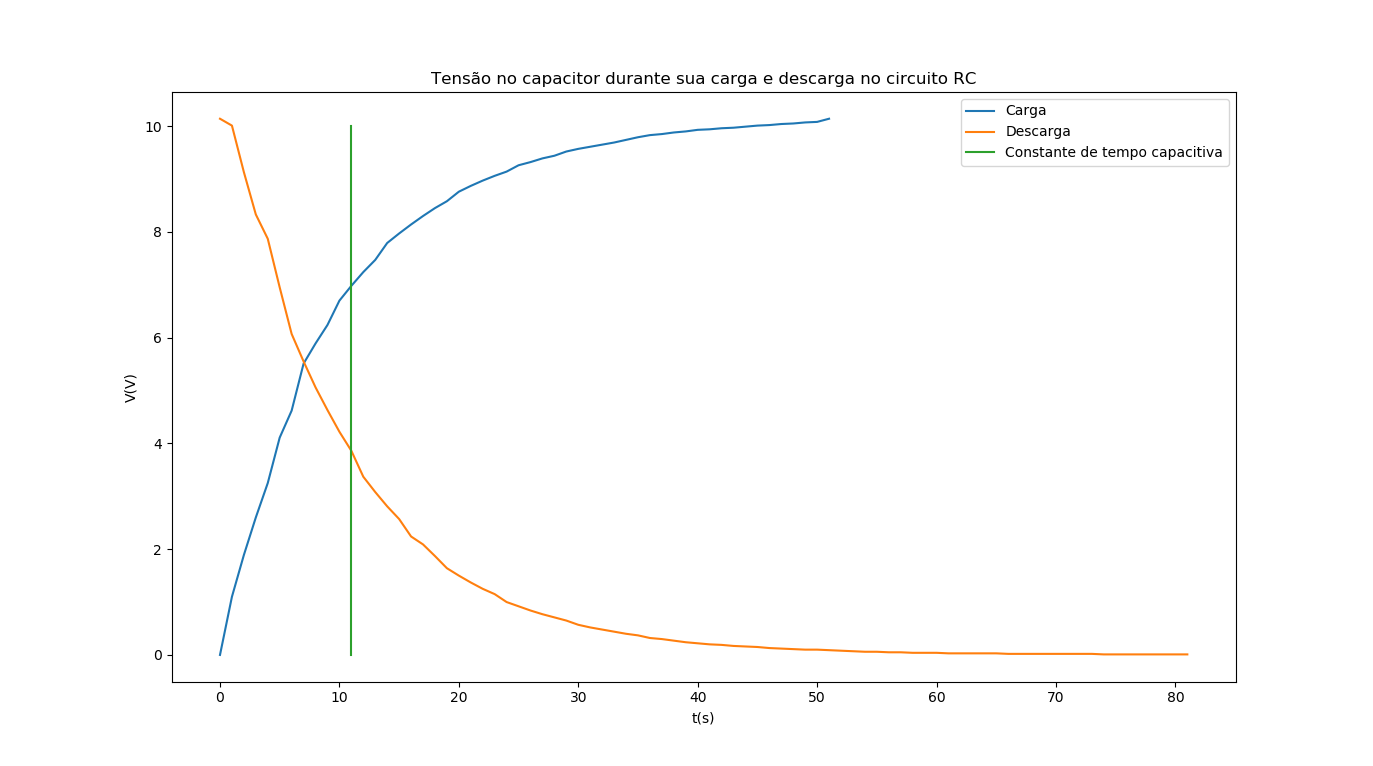 Tensão no capacitor durante sua carga e descarga no circuito RC
Carga
Descarga
Constante de tempo capacitiva
V(V)
10
8
6
4
2
0
0 10 20 30 40 50 60 70 80
t(s)